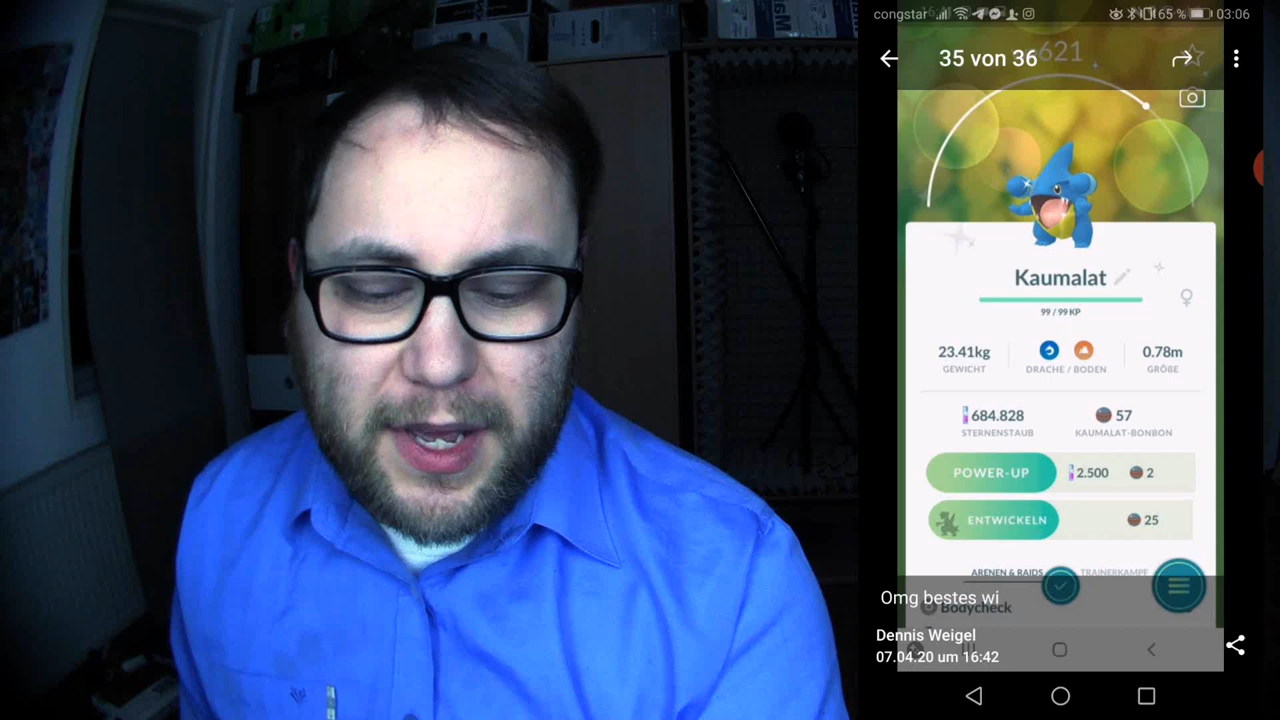 congstar 65 % 03:06
35 von 36
621
Kaumalat
99 / 99 KP
23.41kg
GEWICHT
DRACHE / BODEN
0.78m
GRÖßE
684.828
STERNENSTAUB
57
KAUMALAT-BONBON
POWER-UP 2.500 2
ENTWICKELN 25
ARENEN & RAIDS TRAINERKÄMPFE
Omg bestes wi
Bodycheck
Dennis Weigel
07.04.20 um 16:42